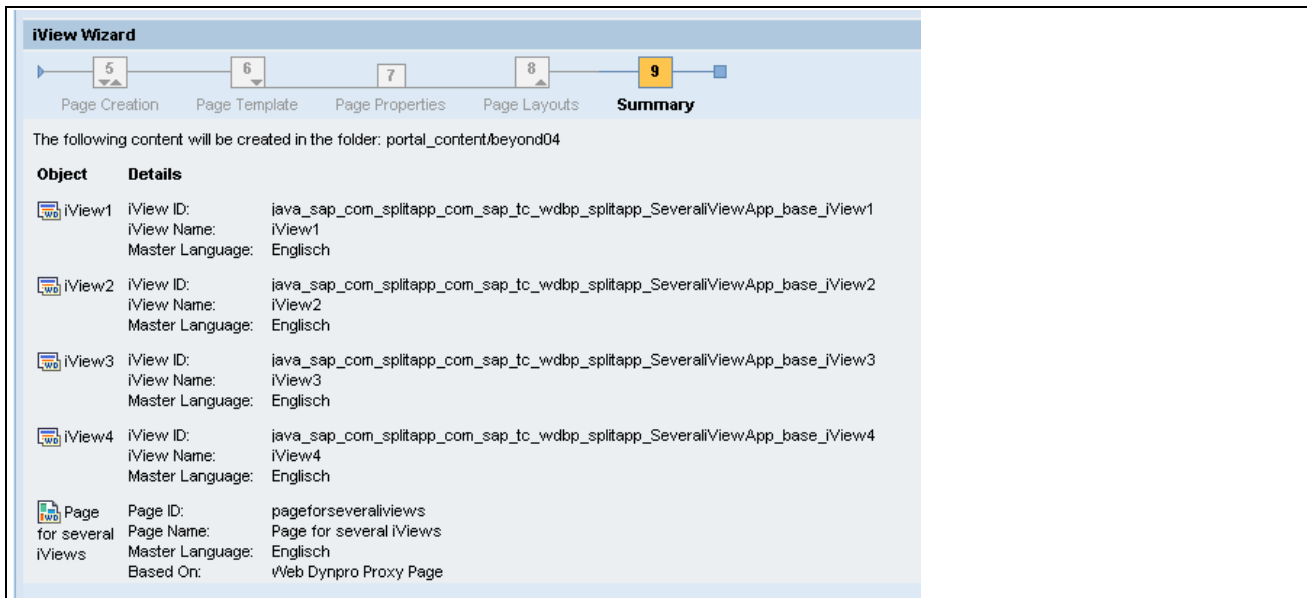 iView Wizard
5 6 7 8 9
Page Creation Page Template Page Properties Page Layouts Summary
The following content will be created in the folder: portal_content/beyond04
Object Details
iView1 iView ID: java_sap_com_splitapp_com_sap_tc_wdbp_splitapp_SeveraliViewApp_base_iView1
iView Name: iView1
Master Language: Englisch
iView2 iView ID: java_sap_com_splitapp_com_sap_tc_wdbp_splitapp_SeveraliViewApp_base_iView2
iView Name: iView2
Master Language: Englisch
iView3 iView ID: java_sap_com_splitapp_com_sap_tc_wdbp_splitapp_SeveraliViewApp_base_iView3
iView Name: iView3
Master Language: Englisch
iView4 iView ID: java_sap_com_splitapp_com_sap_tc_wdbp_splitapp_SeveraliViewApp_base_iView4
iView Name: iView4
Master Language: Englisch
Page Page ID: pageforseveraliviews
for several Page Name: Page for several iViews
iViews Master Language: Englisch
Based On: Web Dynpro Proxy Page